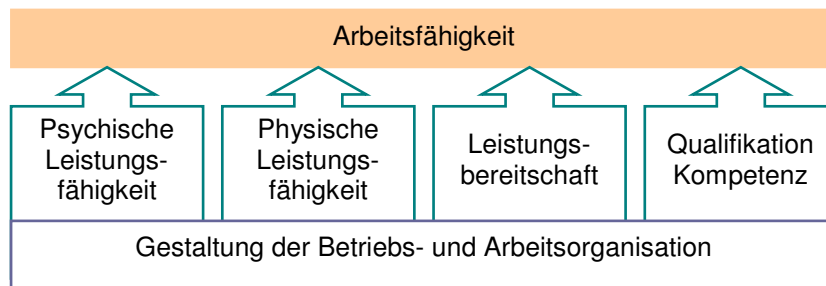 Arbeitsfähigkeit
Psychische
Leistungs-
fähigkeit
Physische
Leistungs-
fähigkeit
Leistungs-
bereitschaft
Qualifikation
Kompetenz
Gestaltung der Betriebs- und Arbeitsorganisation